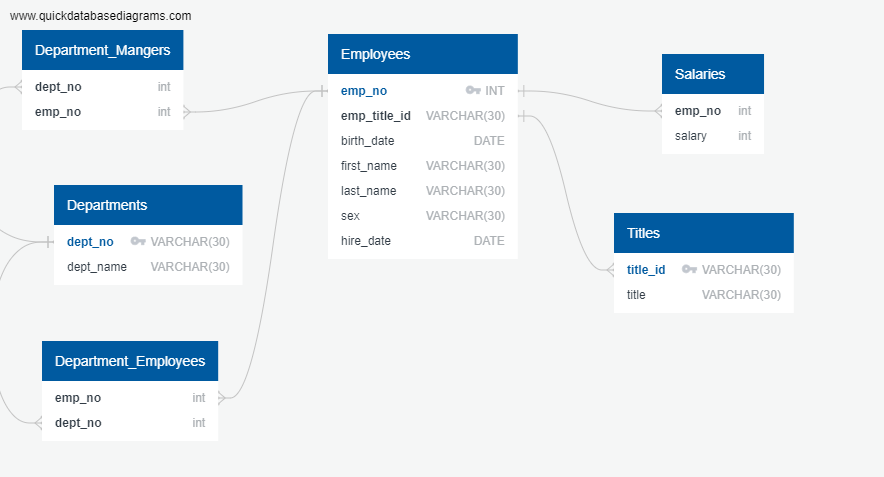 www.quickdatabasediagrams.com
Department_Mangers
dept_no int
emp_no int
Departments
dept_no VARCHAR(30)
dept_name VARCHAR(30)
Department_Employees
emp_no int
dept_no int
Employees
emp_no INT
emp_title_id VARCHAR(30)
birth_date DATE
first_name VARCHAR(30)
last_name VARCHAR(30)
sex VARCHAR(30)
hire_date DATE
Salaries
emp_no int
salary int
Titles
title_id VARCHAR(30)
title VARCHAR(30)